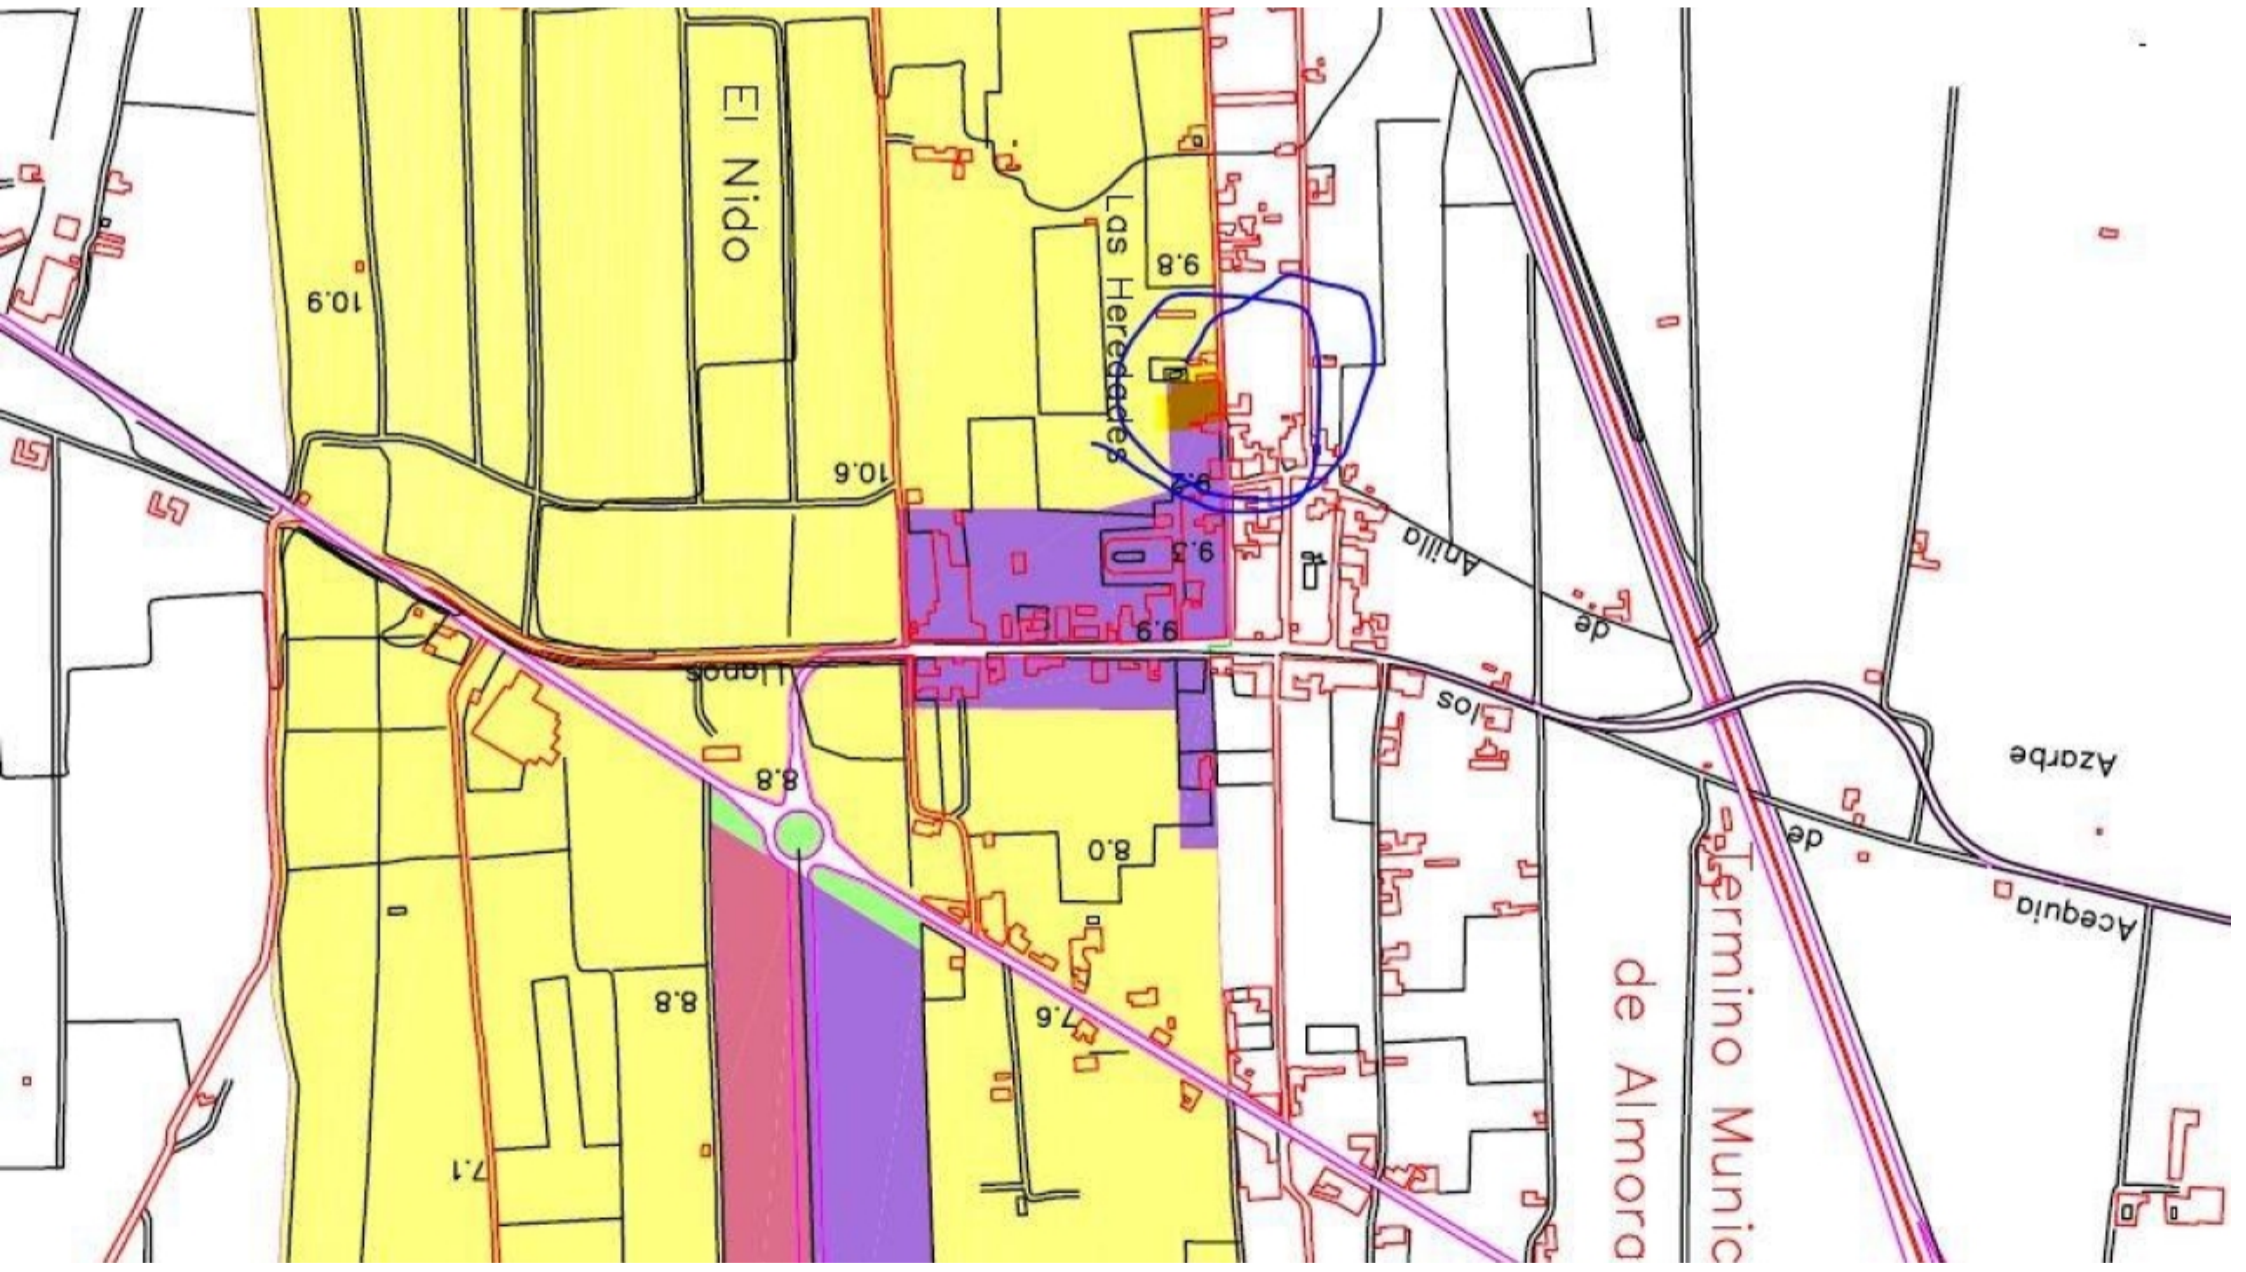 El Nido
Las Heredades
10.9
9.8
10.6
9.2
9.3
9.9
Anilla
de
los
Llanos
8.8
8.0
Azarbe
de
Acequia
8.8
7.6
7.1
Termino Munic
de Almora